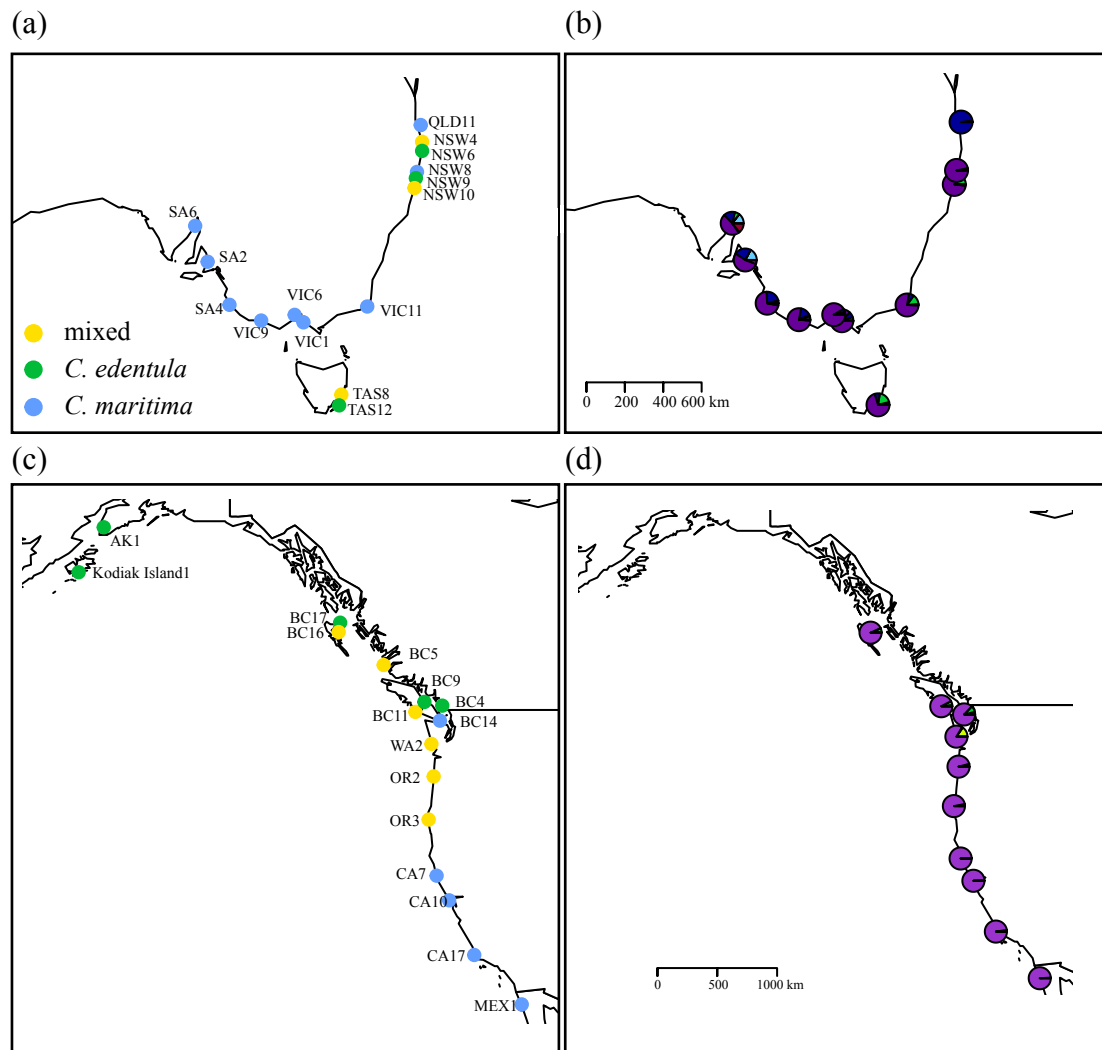 (a)
(b)
QLD11
NSW4
NSW6
NSW8
NSW9
NSW10
SA6
SA2
SA4
VIC9
VIC6
VIC1
VIC11
mixed
C. edentula
C. maritima
TAS8
TAS12
0 200 400 600 km
(c)
(d)
AK1
Kodiak Island1
BC17
BC16
BC5
BC9
BC4
BC11
BC14
WA2
OR2
OR3
CA7
CA10
CA17
MEX1
0 500 1000 km